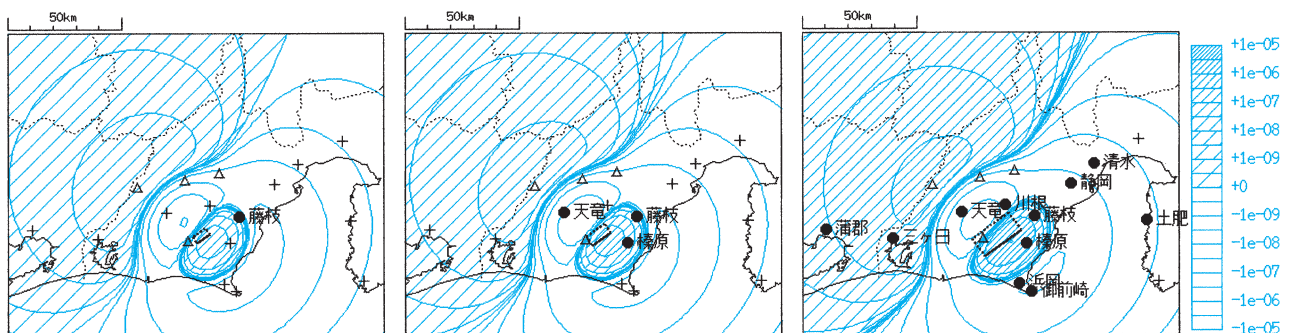 50km
藤枝
50km
天竜
藤枝
榛原
50km
清水
静岡
川根
天竜
藤枝
土肥
蒲郡
三ヶ日
榛原
浜岡
御前崎
+1e-05
+1e-06
+1e-07
+1e-08
+1e-09
+0
-1e-09
-1e-08
-1e-07
-1e-06
-1e-05